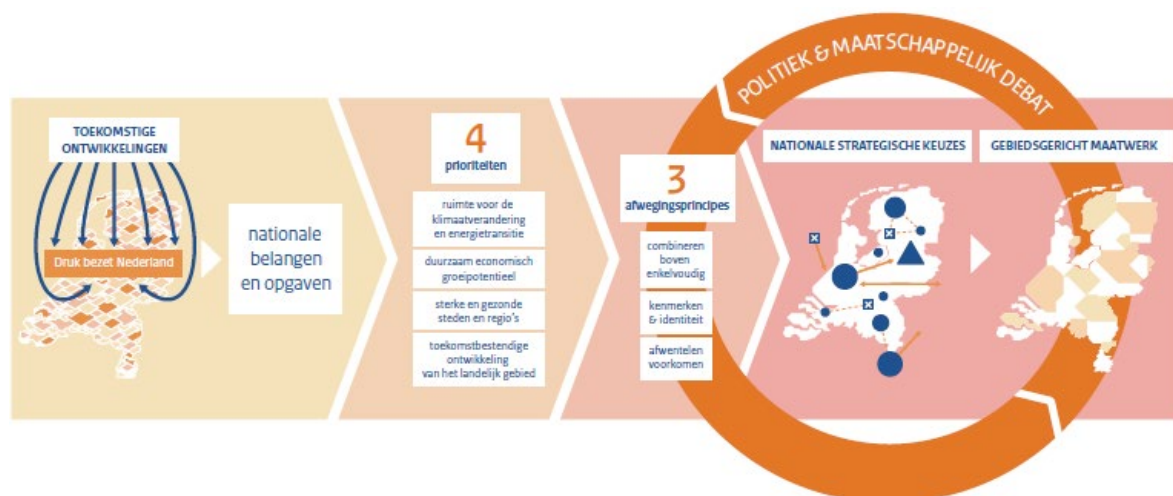 POLITIEK & MAATSCHAPPELIJK DEBAT
TOEKOMSTIGE
ONTWIKKELINGEN
Druk bezet Nederland
nationale
belangen
en opgaven
4
prioriteiten
ruimte voor de
klimaatverandering
en energietransitie
duurzaam economisch
groeipotentieel
sterke en gezonde
steden en regio's
toekomstbestendige
ontwikkeling
van het landelijk gebied
3
afwegingsprincipes
combineren
boven
enkelvoudig
kenmerken
& identiteit
afwentelen
voorkomen
NATIONALE STRATEGISCHE KEUZES
GEBIEDSGERICHT MAATWERK